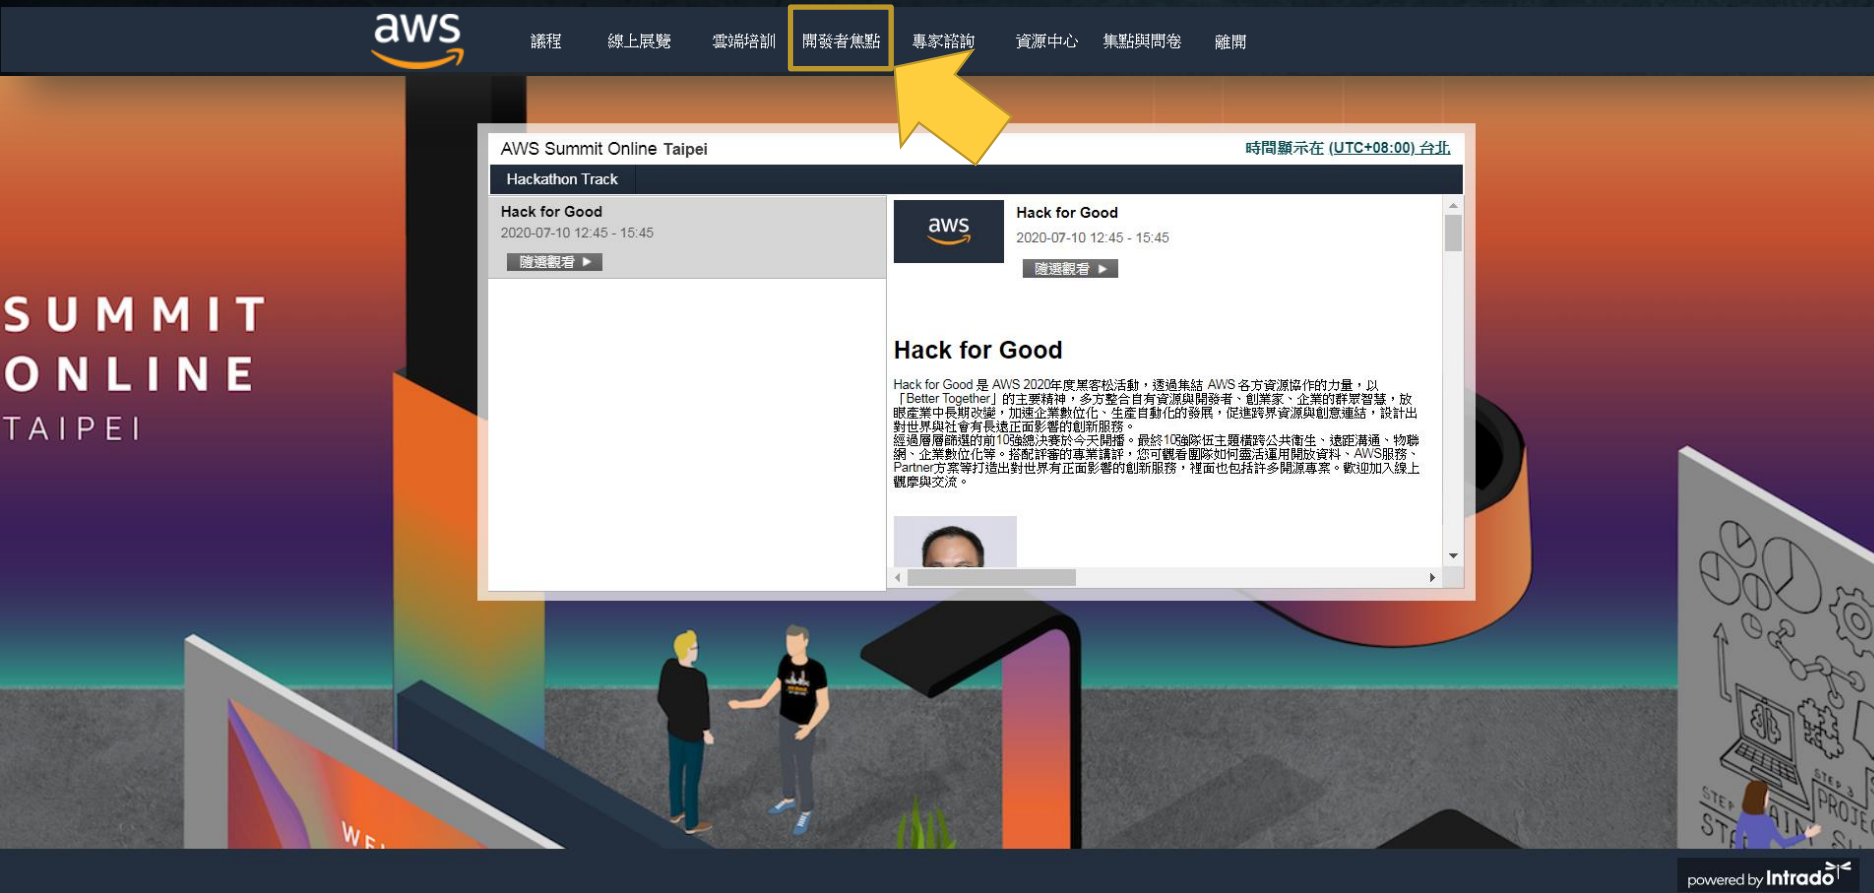 aws
議程 線上展覽 雲端培訓 開發者焦點 專家諮詢 資源中心 集點與問卷 離開
AWS Summit Online Taipei
時間顯示在 (UTC+08:00) 台北
Hackathon Track
Hack for Good
2020-07-10 12:45 - 15:45
隨選觀看
aws
Hack for Good
2020-07-10 12:45 - 15:45
隨選觀看
Hack for Good
Hack for Good 是 AWS 2020年度黑客松活動，透過集結 AWS 各方資源協作的力量，以
「Better Together」的主要精神，多方整合自有資源與開發者、創業家、企業的群眾智慧，放
眼產業中長期改變，加速企業數位化、生產自動化的發展，促進跨界資源與創意連結，設計出
對世界與社會有長遠正面影響的創新服務。
經過層層篩選的前10強總決賽於今天開播。最終10強隊伍主題橫跨公共衛生、遠距溝通、物聯
網、企業數位化等。搭配評審的專業講評，您可觀看團隊如何靈活運用開放資料、AWS服務、
Partner方案等打造出對世界有正面影響的創新服務，裡面也包括許多開源專案。歡迎加入線上
觀摩與交流。
SUMMIT
ONLINE
TAIPEI
STEP 3
powered by Intrado